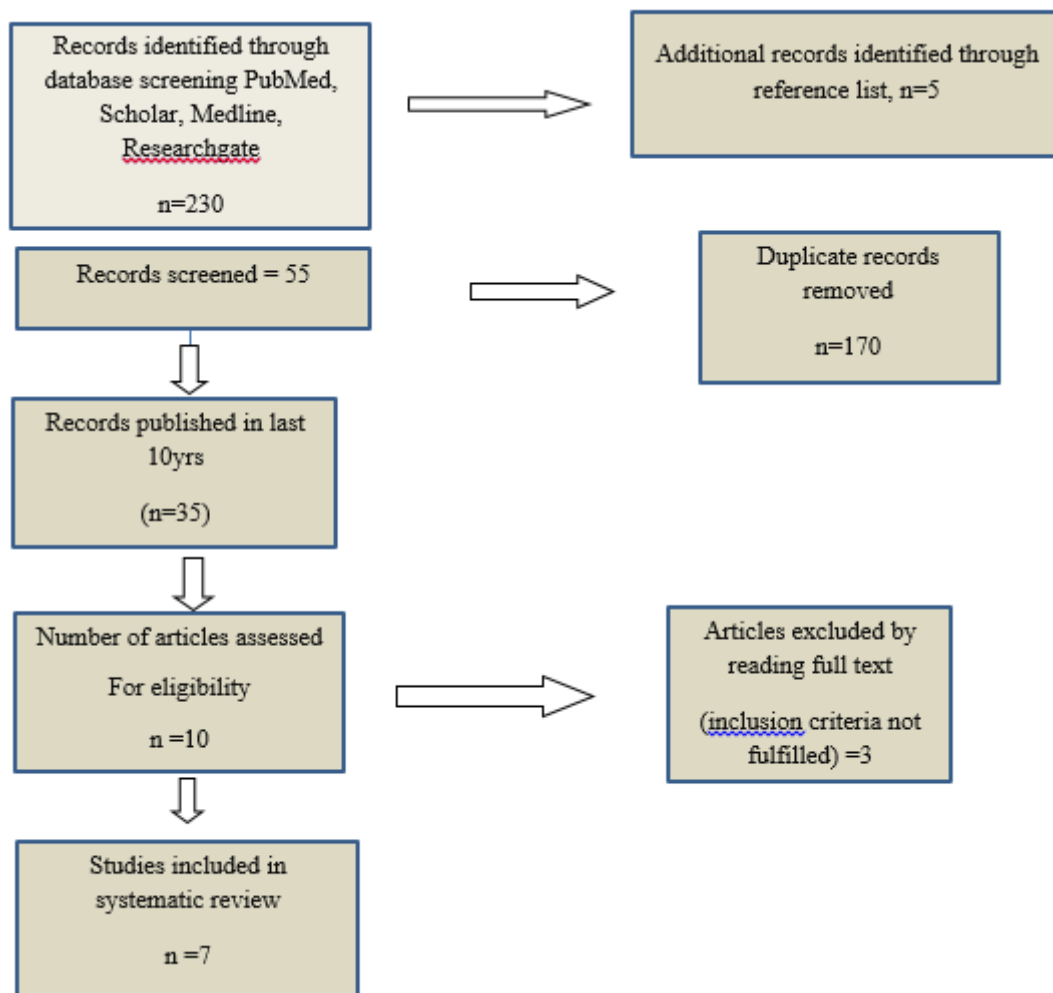 Records identified through
database screening PubMed,
Scholar, Medline,
Researchgate
n=230
Additional records identified through
reference list, n=5
Records screened = 55
Duplicate records
removed
n=170
Records published in last
10yrs
(n=35)
Number of articles assessed
For eligibility
n =10
Articles excluded by
reading full text
(inclusion criteria not
fulfilled) =3
Studies included in
systematic review
n =7